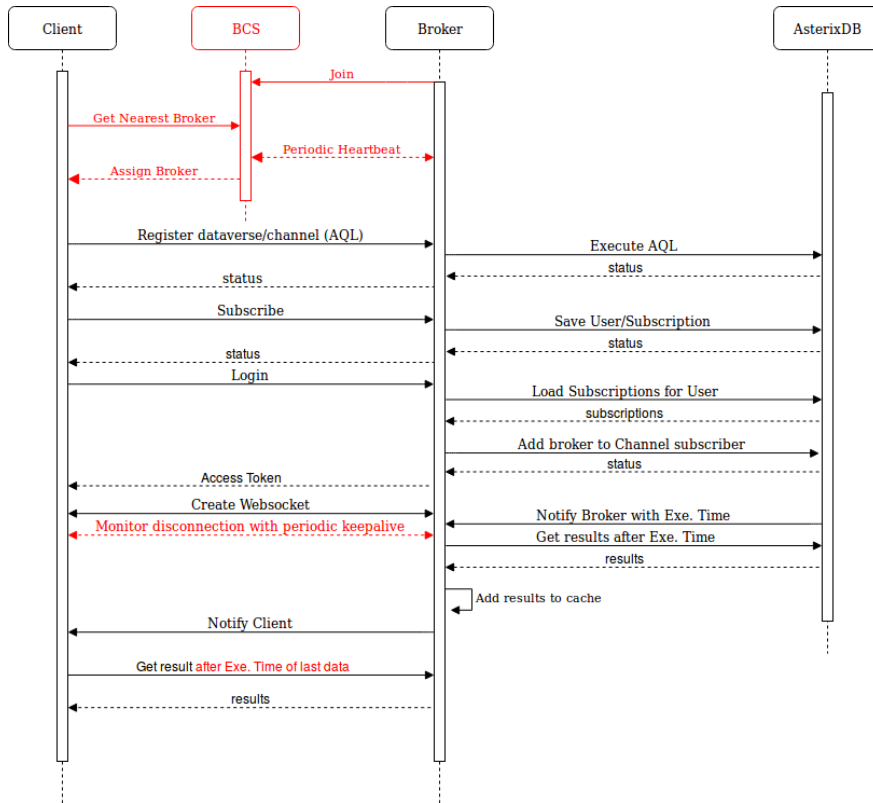 Client
BCS
Broker
AsterixDB
Join
Get Nearest Broker
Periodic Heartbeat
Assign Broker
Register dataverse/channel (AQL)
Execute AQL
status
status
Subscribe
Save User/Subscription
status
status
Login
Load Subscriptions for User
subscriptions
Add broker to Channel subscriber
status
Access Token
Create Websocket
Notify Broker with Exe. Time
Monitor disconnection with periodic keepalive
Get results after Exe. Time
results
Add results to cache
Notify Client
Get result after Exe. Time of last data
results